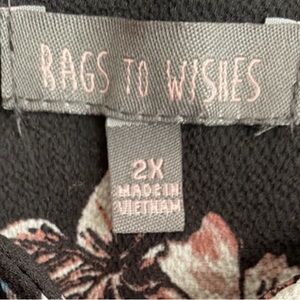 RAGS TO WISHES
2X
MADE IN
VIETNAM